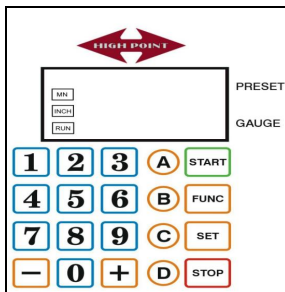 HIGH POINT
PRESET
MN
INCH
GAUGE
RUN
1 2 3 A START
4 5 6 B FUNC
7 8 9 C SET
- 0 + D STOP